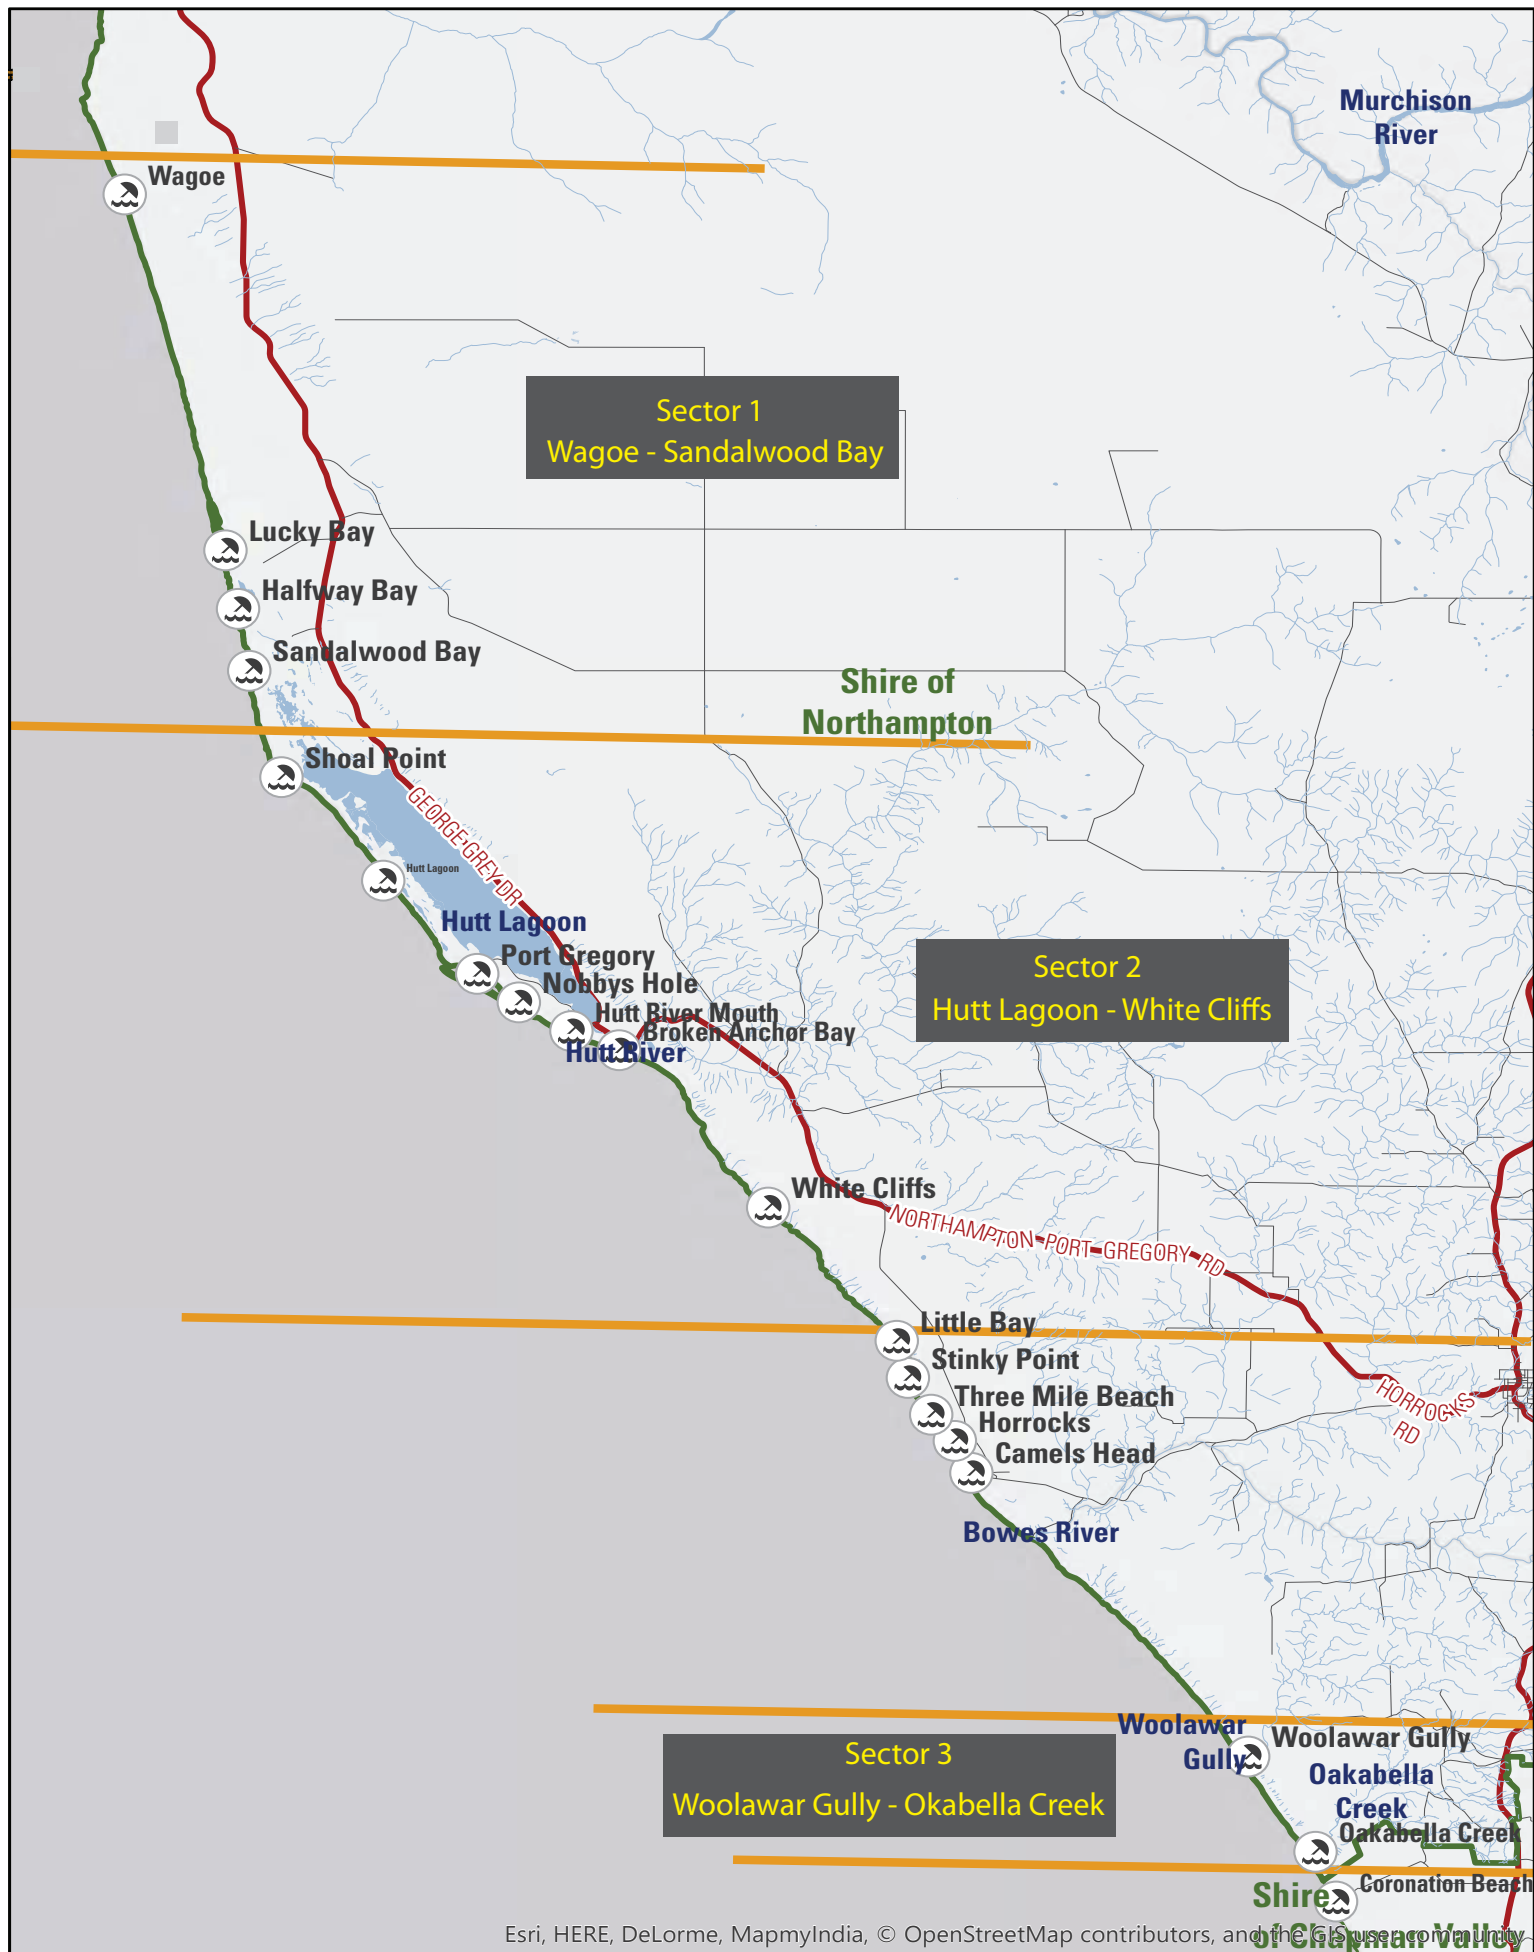 Murchison
River
Wagoe
Sector 1
Wagoe - Sandalwood Bay
Lucky Bay
Halfway Bay
Sandalwood Bay
Shire of
Northampton
Shoal Point
GEORGE GREY DR
Hutt Lagoon
Hutt Lagoon
Port Gregory
Nobbys Hole
Hutt River Mouth
Broken Anchor Bay
Hutt River
Sector 2
Hutt Lagoon - White Cliffs
White Cliffs
NORTHAMPTON-PORT-GREGORY RD
Little Bay
Stinky Point
Three Mile Beach
Horrocks
Camels Head
HORROCKS
RD
Bowes River
Woolawar
Gully
Woolawar Gully
Sector 3
Woolawar Gully - Okabella Creek
Oakabella
Creek
Oakabella Creek
Coronation Beach
Shire
of Chapman Valley
Esri, HERE, DeLorme, MapmyIndia, © OpenStreetMap contributors, and the GIS user community